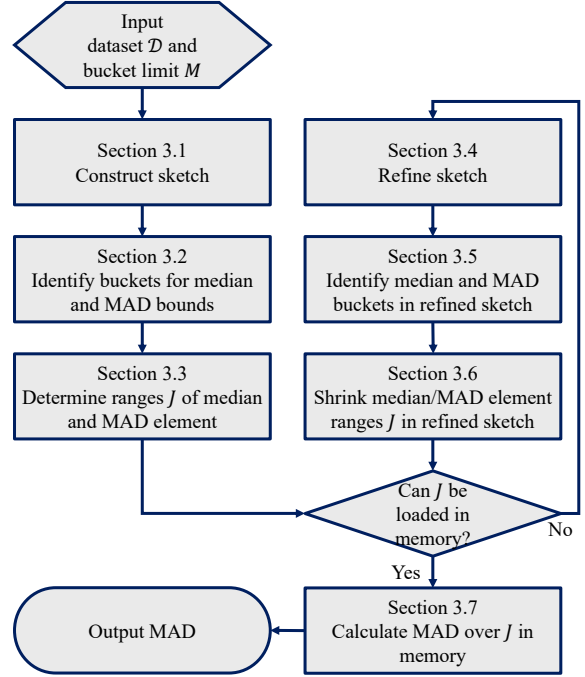 Input
dataset 𝒟 and
bucket limit M
Section 3.1
Construct sketch
Section 3.2
Identify buckets for median
and MAD bounds
Section 3.3
Determine ranges J of median
and MAD element
Section 3.4
Refine sketch
Section 3.5
Identify median and MAD
buckets in refined sketch
Section 3.6
Shrink median/MAD element
ranges J in refined sketch
Can J be
loaded in
memory?
No
Yes
Section 3.7
Calculate MAD over J in
memory
Output MAD